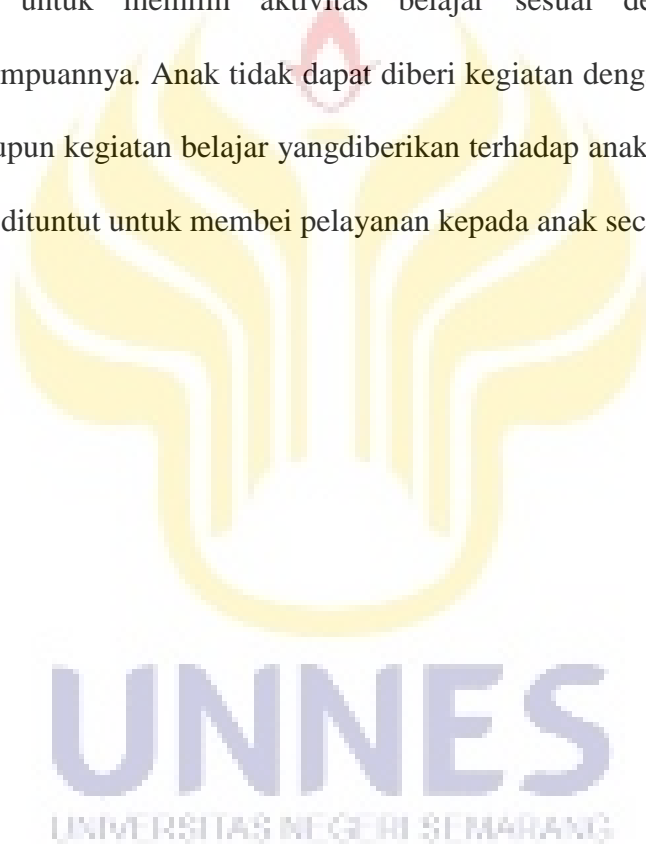 untuk memilih aktivitas belajar sesuai de
mpuannya. Anak tidak dapat diberi kegiatan deng
upun kegiatan belajar yangdiberikan terhadap anak
dituntut untuk membei pelayanan kepada anak sec
UNNES
UNIVERSITAS NEGERI SEMARANG